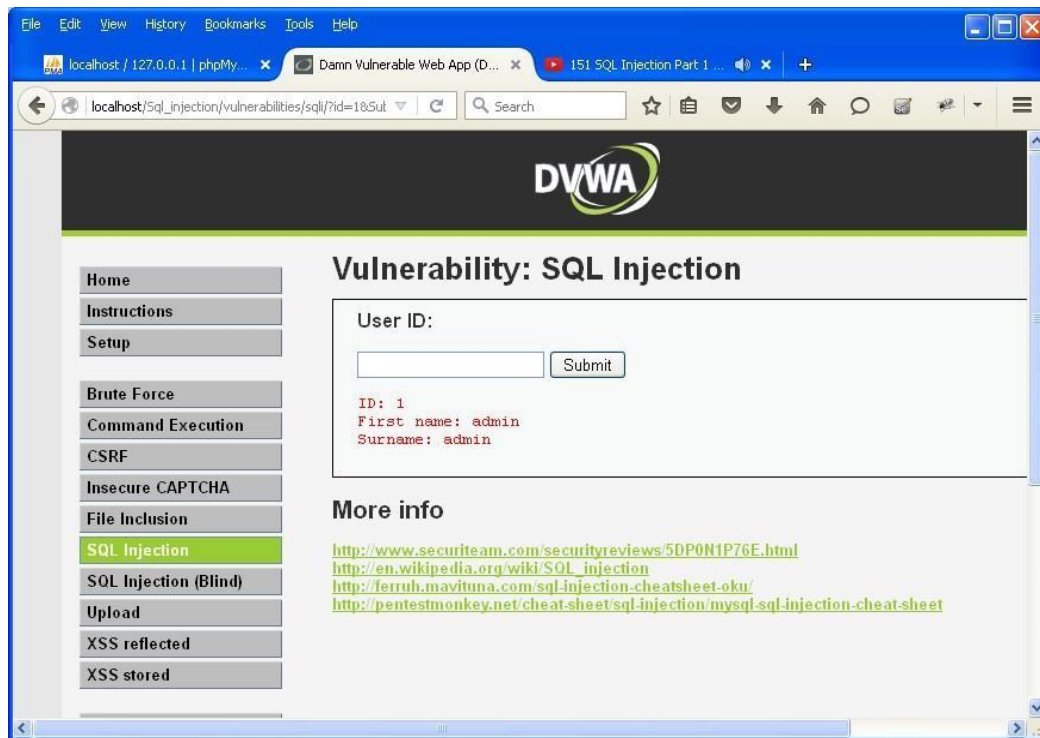 File Edit View History Bookmarks Tools Help
localhost / 127.0.0.1 | phpMy... Damn Vulnerable Web App (D... 151 SQL Injection Part 1 ...
localhost/Sql_injection/vulnerabilities/sqli/?id=1&Sub Search
DVWA
Home
Instructions
Setup
Brute Force
Command Execution
CSRF
Insecure CAPTCHA
File Inclusion
SQL Injection
SQL Injection (Blind)
Upload
XSS reflected
XSS stored
Vulnerability: SQL Injection
User ID:
Submit
ID: 1
First name: admin
Surname: admin
More info
http://www.securiteam.com/securityreviews/5DP0N1P76E.html
http://en.wikipedia.org/wiki/SQL_injection
http://ferruh.mavituna.com/sql-injection-cheatsheet-oku/
http://pentestmonkey.net/cheat-sheet/sql-injection/mysql-sql-injection-cheat-sheet